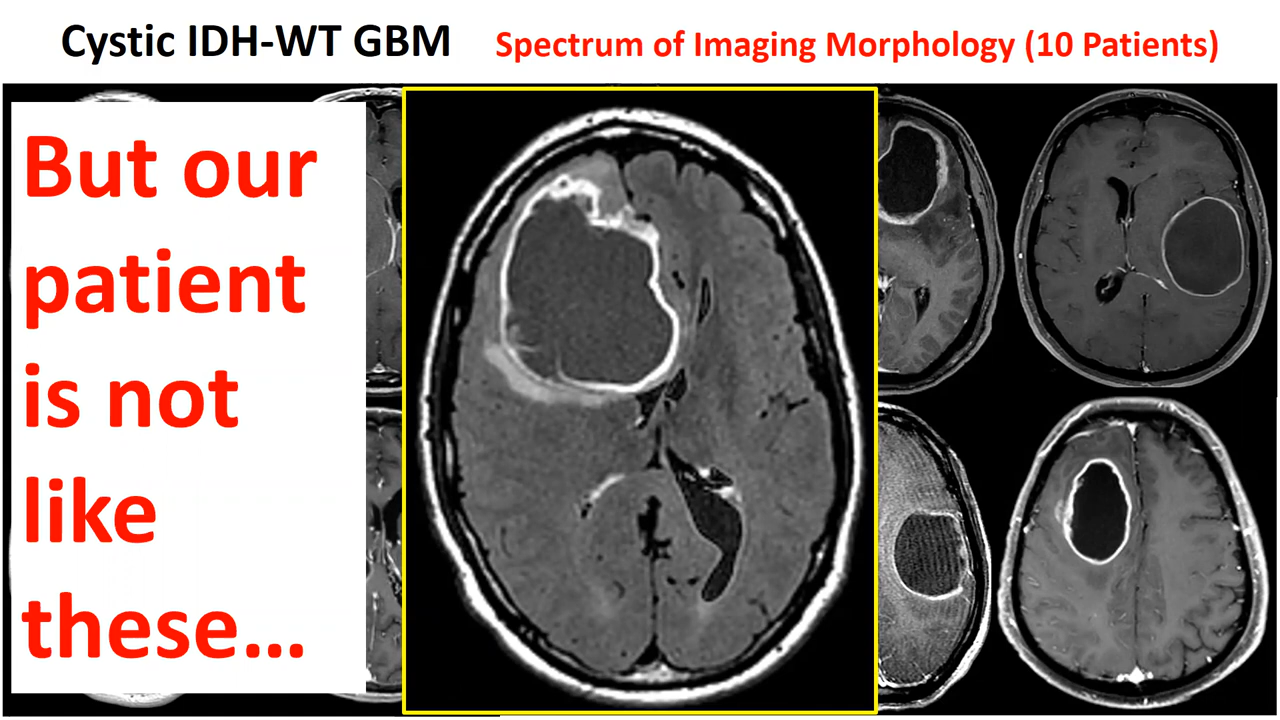 Cystic IDH-WT GBM Spectrum of Imaging Morphology (10 Patients)
But our
patient
is not
like
these...